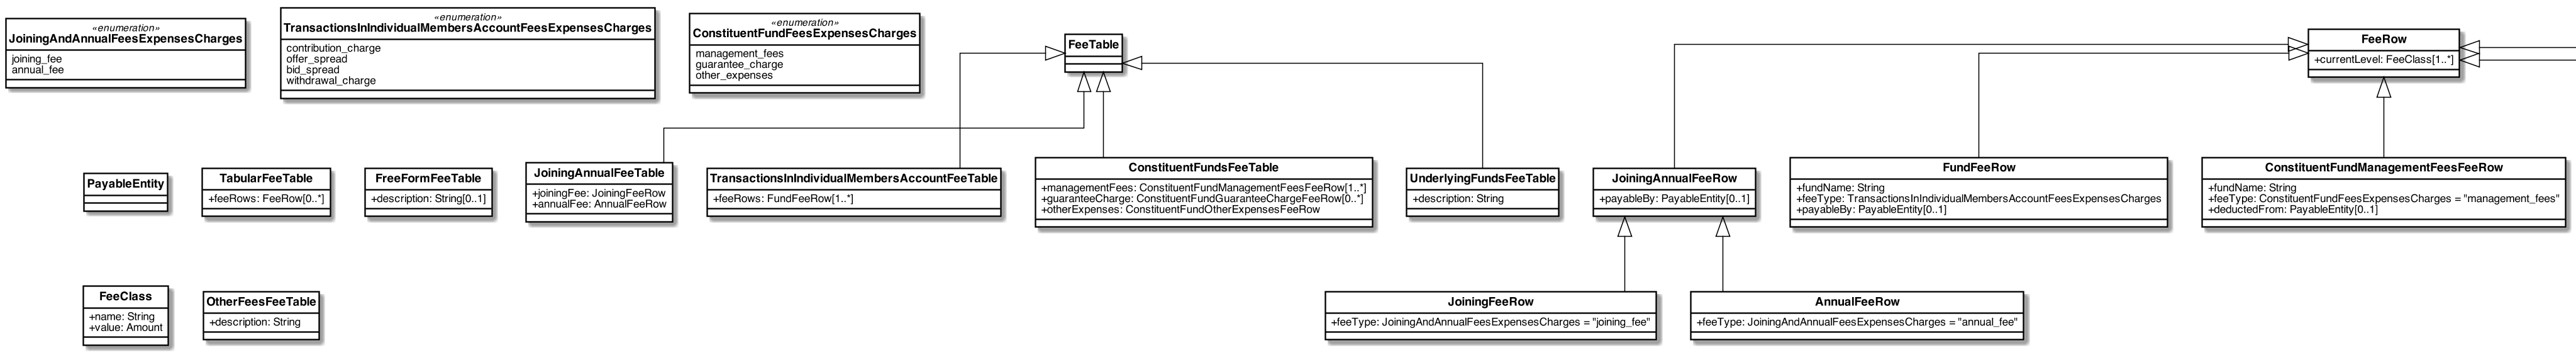 «enumeration»
JoiningAndAnnualFeesExpensesCharges
joining_fee
annual_fee
«enumeration»
TransactionsInIndividualMembersAccountFeesExpensesCharges
contribution_charge
offer_spread
bid_spread
withdrawal_charge
«enumeration»
ConstituentFundFeesExpensesCharges
management_fees
guarantee_charge
other_expenses
FeeTable
FeeRow
+currentLevel: FeeClass[1..*]
PayableEntity
TabularFeeTable
+feeRows: FeeRow[0..*]
FreeFormFeeTable
+description: String[0..1]
JoiningAnnualFeeTable
+joiningFee: JoiningFeeRow
+annualFee: AnnualFeeRow
TransactionsInIndividualMembersAccountFeeTable
+feeRows: FundFeeRow[1..*]
ConstituentFundsFeeTable
+managementFees: ConstituentFundManagementFeesFeeRow[1..*]
+guaranteeCharge: ConstituentFundGuaranteeChargeFeeRow[0..*]
+otherExpenses: ConstituentFundOtherExpensesFeeRow
UnderlyingFundsFeeTable
+description: String
JoiningAnnualFeeRow
+payableBy: PayableEntity[0..1]
FundFeeRow
+fundName: String
+feeType: TransactionsInIndividualMembersAccountFeesExpensesCharges
+payableBy: PayableEntity[0..1]
ConstituentFundManagementFeesFeeRow
+fundName: String
+feeType: ConstituentFundFeesExpensesCharges = "management_fees"
+deductedFrom: PayableEntity[0..1]
FeeClass
+name: String
+value: Amount
OtherFeesFeeTable
+description: String
JoiningFeeRow
+feeType: JoiningAndAnnualFeesExpensesCharges = "joining_fee"
AnnualFeeRow
+feeType: JoiningAndAnnualFeesExpensesCharges = "annual_fee"